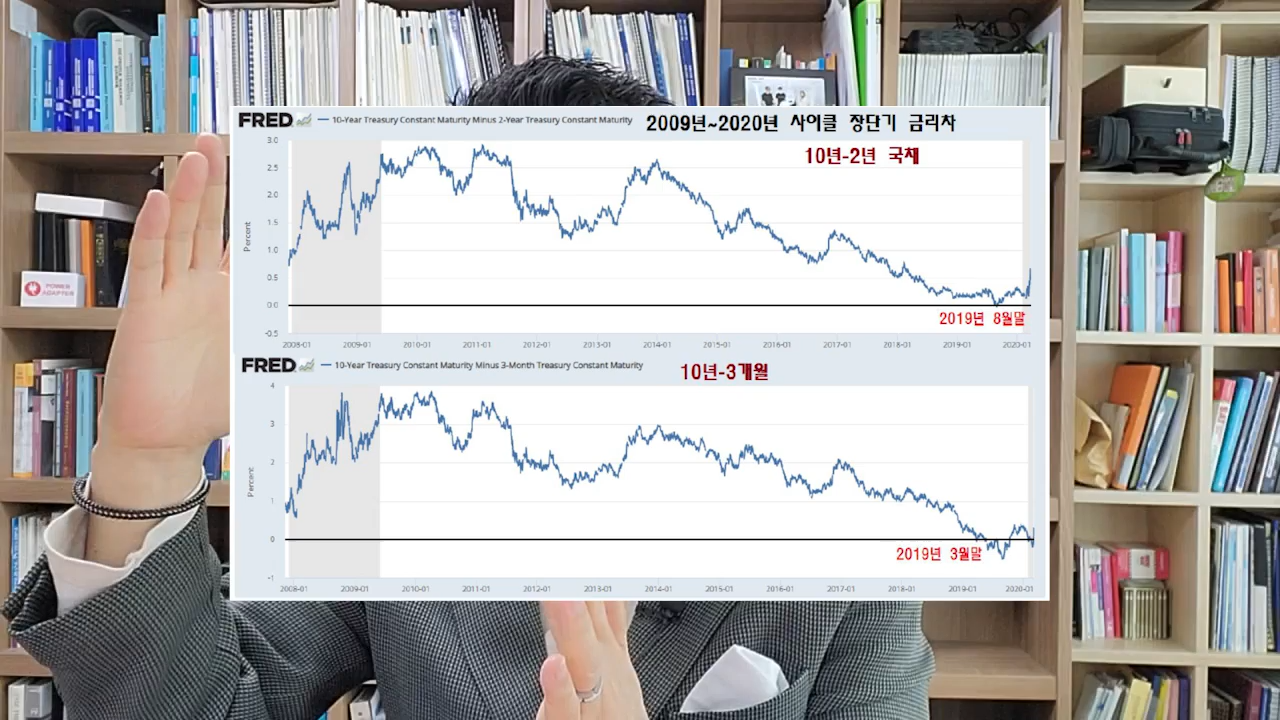 FRED
10-Year Treasury Constant Maturity Minus 2-Year Treasury Constant Maturity
2009년~2020년 사이클 장단기 금리차
10년-2년 국채
3.0
2.5
2.0
1.5
1.0
0.5
0.0
-0.5
Percent
2019년 8월말
2008-01 2009-01 2010-01 2011-01 2012-01 2013-01 2014-01 2015-01 2016-01 2017-01 2018-01 2019-01 2020-01
FRED
10-Year Treasury Constant Maturity Minus 3-Month Treasury Constant Maturity
10년-3개월
4
3
2
1
0
-1
Percent
2019년 3월말
2008-01 2009-01 2010-01 2011-01 2012-01 2013-01 2014-01 2015-01 2016-01 2017-01 2018-01 2019-01 2020-01
POWER
ADAPTER